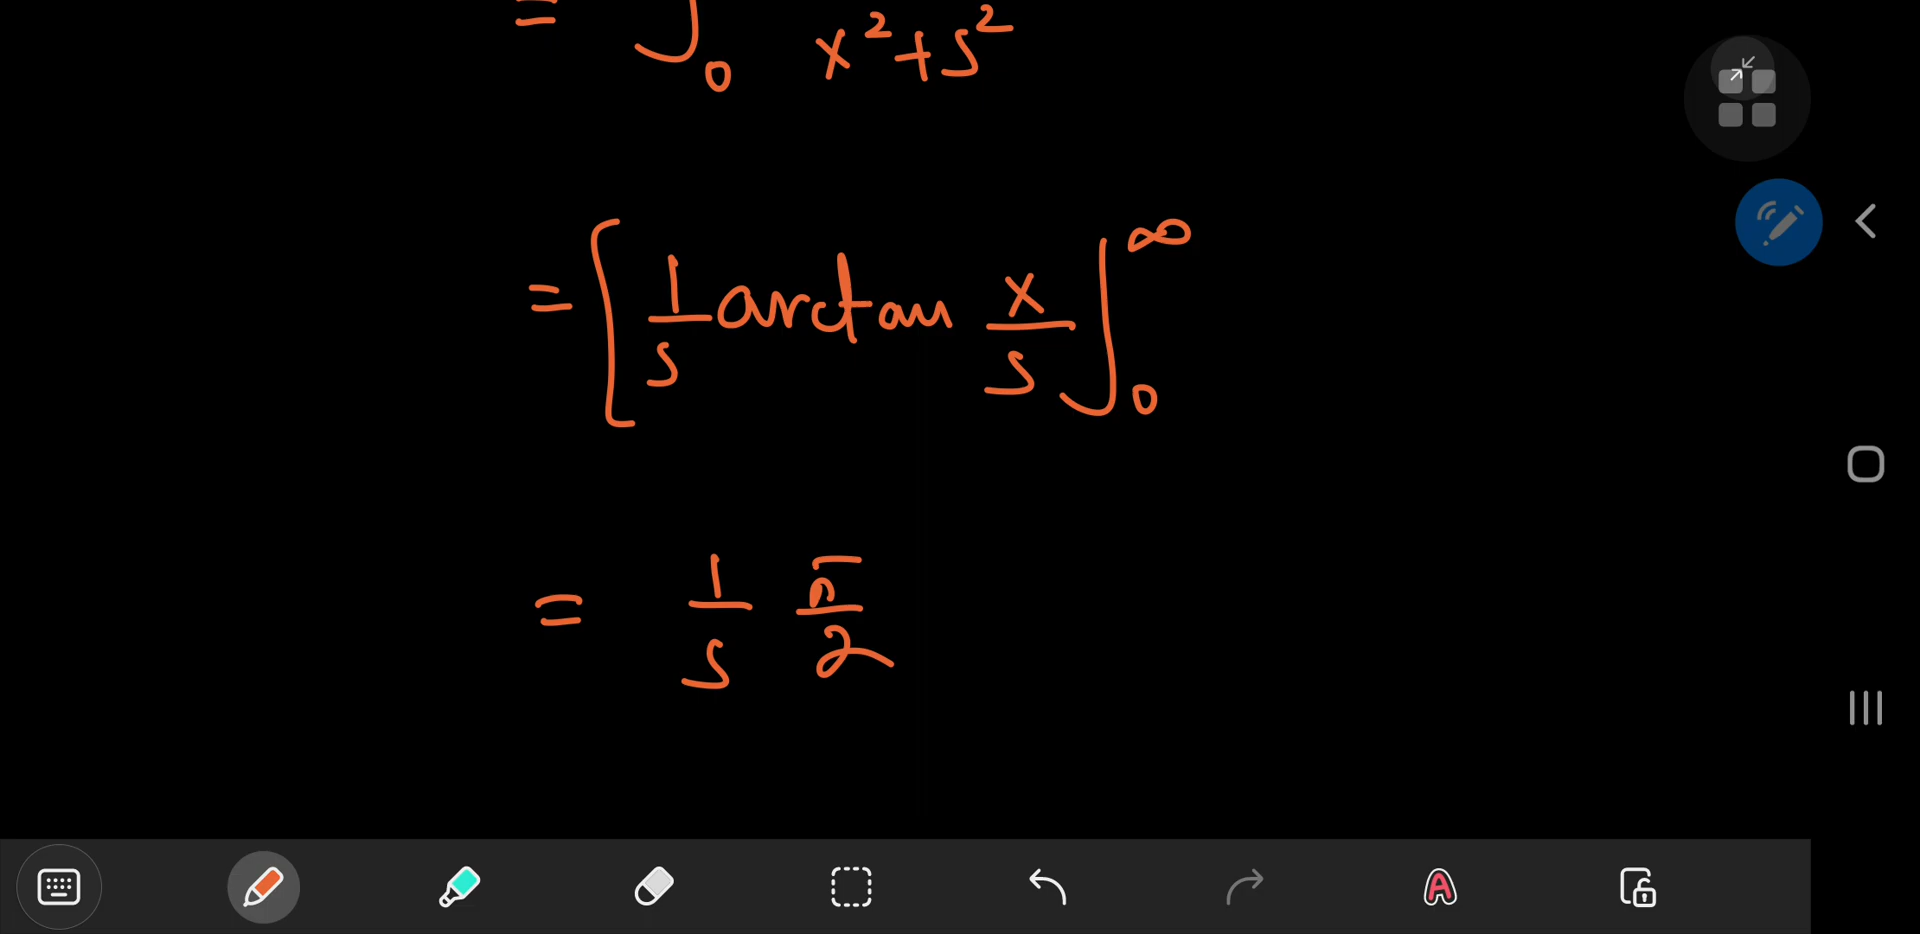 = ∫₀ x² + s²
= [ 1/s arctan x/s ]₀^∞
= 1/s π/2
A